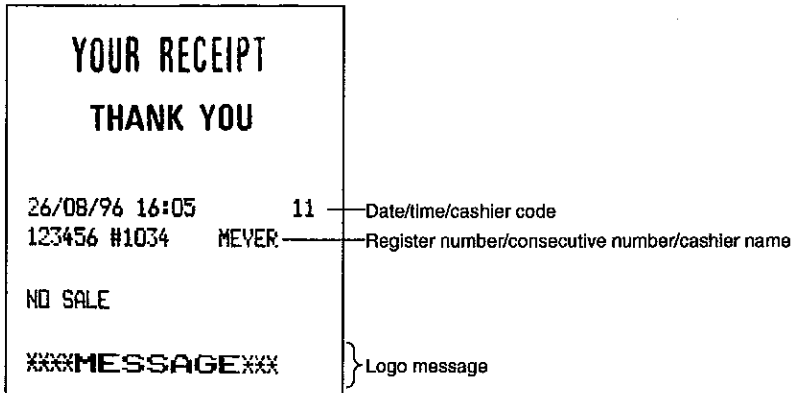 YOUR RECEIPT
THANK YOU
26/08/96 16:05 11 Date/time/cashier code
123456 #1034 MEYER Register number/consecutive number/cashier name
NO SALE
***MESSAGE*** Logo message